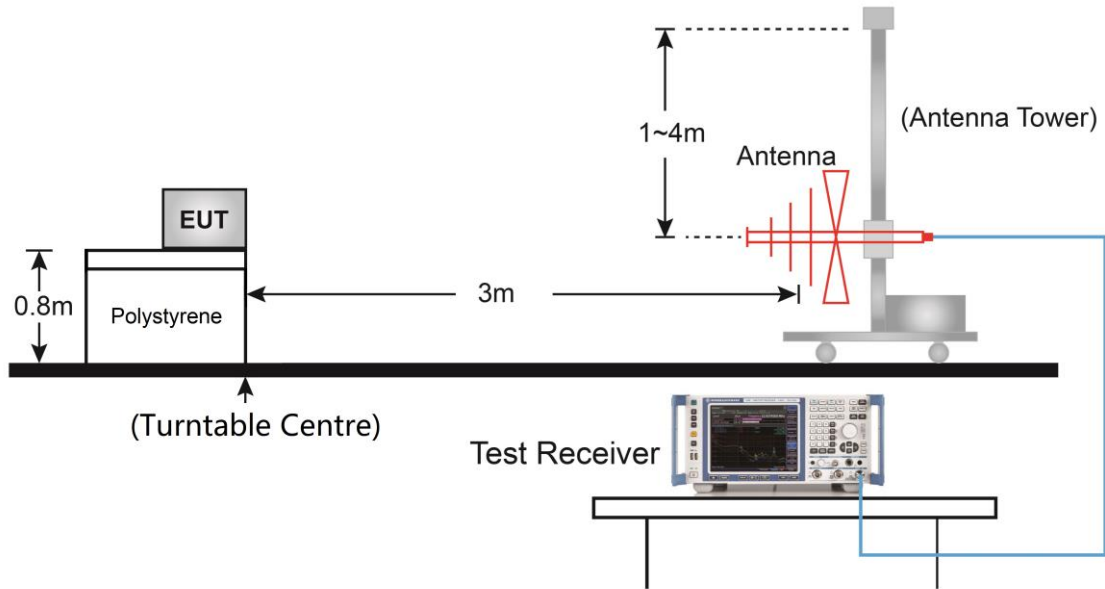 1~4m
(Antenna Tower)
Antenna
EUT
0.8m
Polystyrene
3m
(Turntable Centre)
Test Receiver